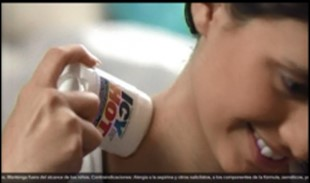 ICY
HOT
Mantenga fuera del alcance de los niños. Contraindicaciones: Alergia a la aspirina y otros salicilatos, o a los componentes de la fórmula,